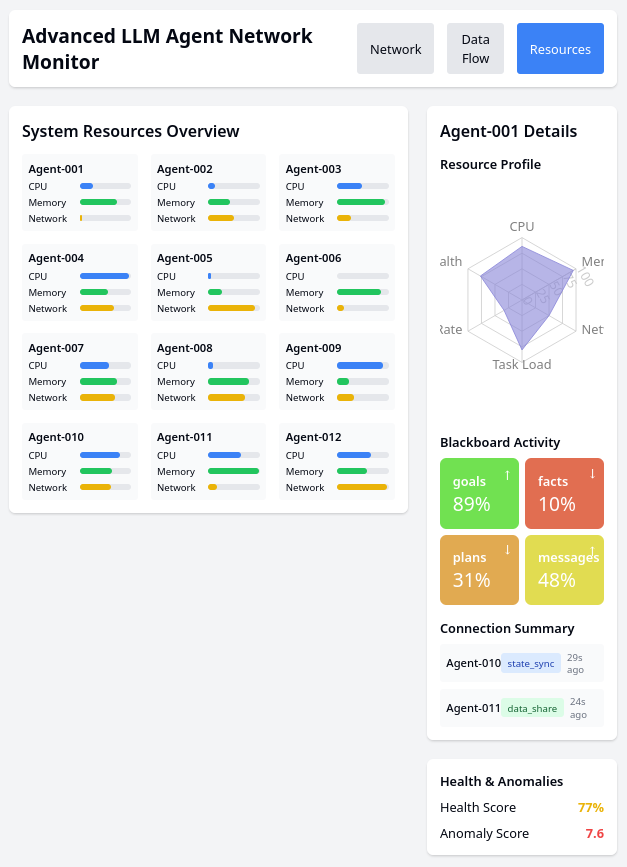 Advanced LLM Agent Network
Monitor
Network
Data
Flow
Resources
System Resources Overview
Agent-001
CPU
Memory
Network
Agent-002
CPU
Memory
Network
Agent-003
CPU
Memory
Network
Agent-004
CPU
Memory
Network
Agent-005
CPU
Memory
Network
Agent-006
CPU
Memory
Network
Agent-007
CPU
Memory
Network
Agent-008
CPU
Memory
Network
Agent-009
CPU
Memory
Network
Agent-010
CPU
Memory
Network
Agent-011
CPU
Memory
Network
Agent-012
CPU
Memory
Network
Agent-001 Details
Resource Profile
CPU
alth
Task Load
Blackboard Activity
goals ↑
89%
facts ↓
10%
plans ↓
31%
messages ↑
48%
Connection Summary
Agent-010 state_sync 29s
ago
Agent-011 data_share 24s
ago
Health & Anomalies
Health Score 77%
Anomaly Score 7.6